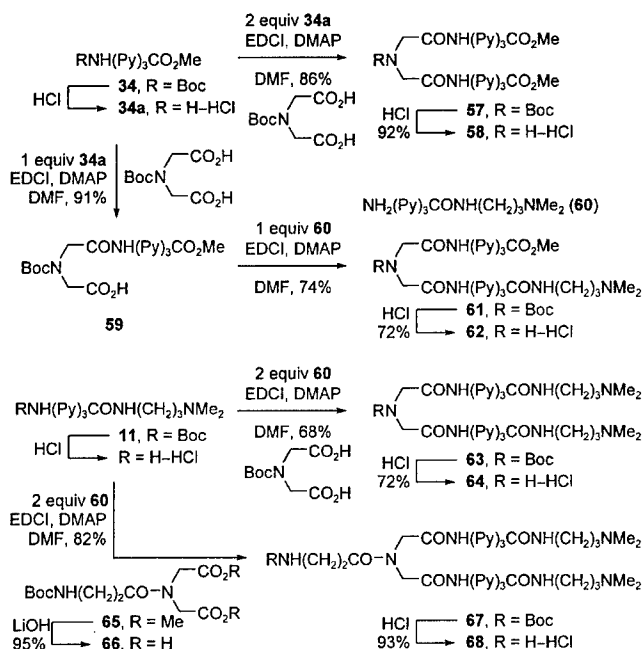 RNH(Py)₃CO₂Me
34, R = Boc
HCl
34a, R = H–HCl
2 equiv 34a
EDCI, DMAP
DMF, 86%
BocN
CO₂H
CO₂H
CONH(Py)₃CO₂Me
RN
CONH(Py)₃CO₂Me
HCl
57, R = Boc
92%
58, R = H–HCl
1 equiv 34a
EDCI, DMAP
DMF, 91%
BocN
CO₂H
CO₂H
NH₂(Py)₃CONH(CH₂)₃NMe₂ (60)
CONH(Py)₃CO₂Me
BocN
CO₂H
59
1 equiv 60
EDCI, DMAP
DMF, 74%
CONH(Py)₃CO₂Me
RN
CONH(Py)₃CONH(CH₂)₃NMe₂
HCl
61, R = Boc
72%
62, R = H–HCl
RNH(Py)₃CONH(CH₂)₃NMe₂
11, R = Boc
HCl
R = H–HCl
2 equiv 60
EDCI, DMAP
DMF, 68%
BocN
CO₂H
CO₂H
CONH(Py)₃CONH(CH₂)₃NMe₂
RN
CONH(Py)₃CONH(CH₂)₃NMe₂
HCl
63, R = Boc
72%
64, R = H–HCl
2 equiv 60
EDCI, DMAP
DMF, 82%
BocNH(CH₂)₂CO–N
CO₂R
CO₂R
65, R = Me
LiOH
95%
66, R = H
CONH(Py)₃CONH(CH₂)₃NMe₂
RNH(CH₂)₂CO–N
CONH(Py)₃CONH(CH₂)₃NMe₂
HCl
67, R = Boc
93%
68, R = H–HCl